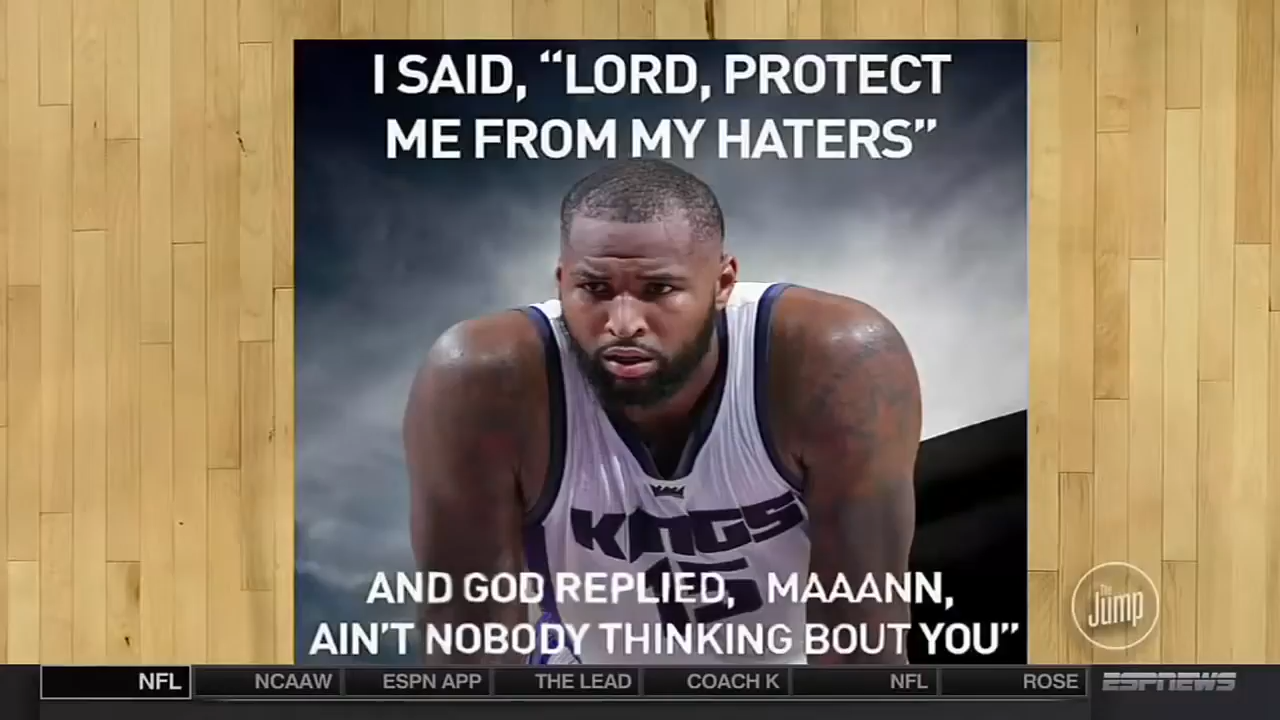 I SAID, “LORD, PROTECT
ME FROM MY HATERS”
KINGS
15
AND GOD REPLIED, MAAANN,
AIN’T NOBODY THINKING BOUT YOU”
The
Jump
NFL NCAAW ESPN APP THE LEAD COACH K NFL ROSE ESPNEWS